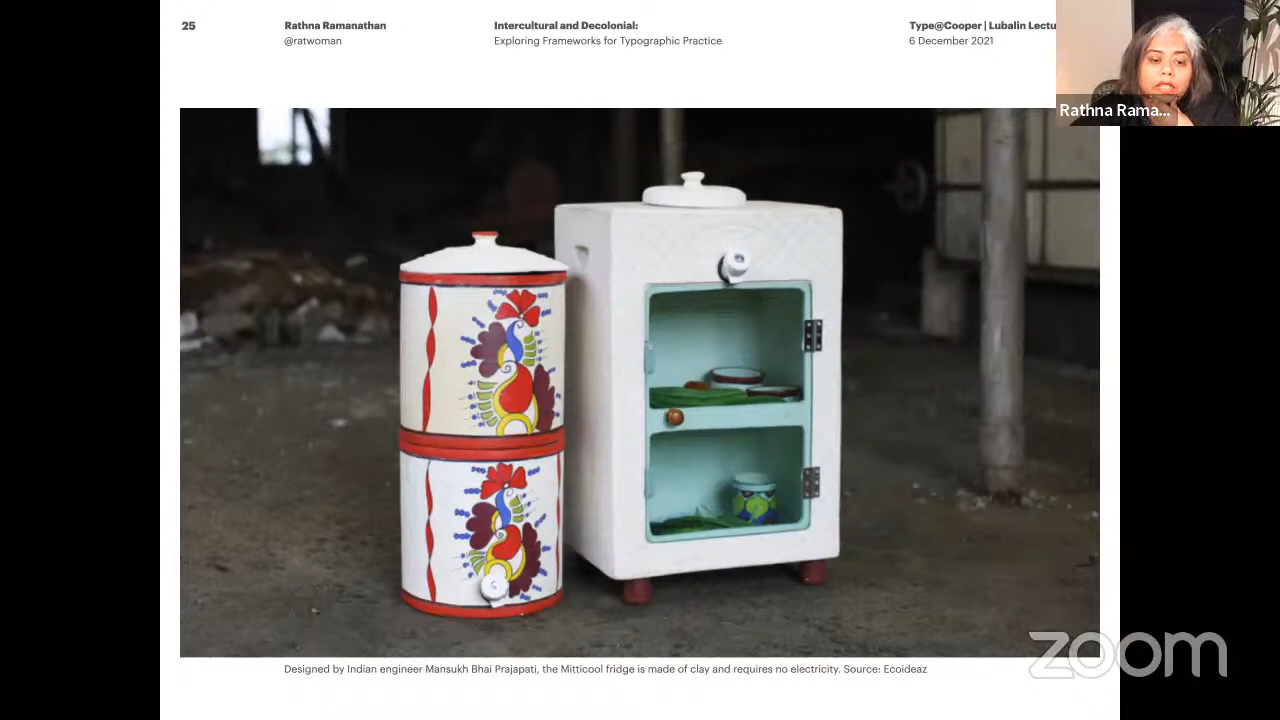 25
Rathna Ramanathan
@ratwoman
Intercultural and Decolonial:
Exploring Frameworks for Typographic Practice
Type@Cooper | Lubalin Lectu
6 December 2021
Rathna Rama...
Designed by Indian engineer Mansukh Bhai Prajapati, the Mitticool fridge is made of clay and requires no electricity. Source: Ecoideaz
zoom